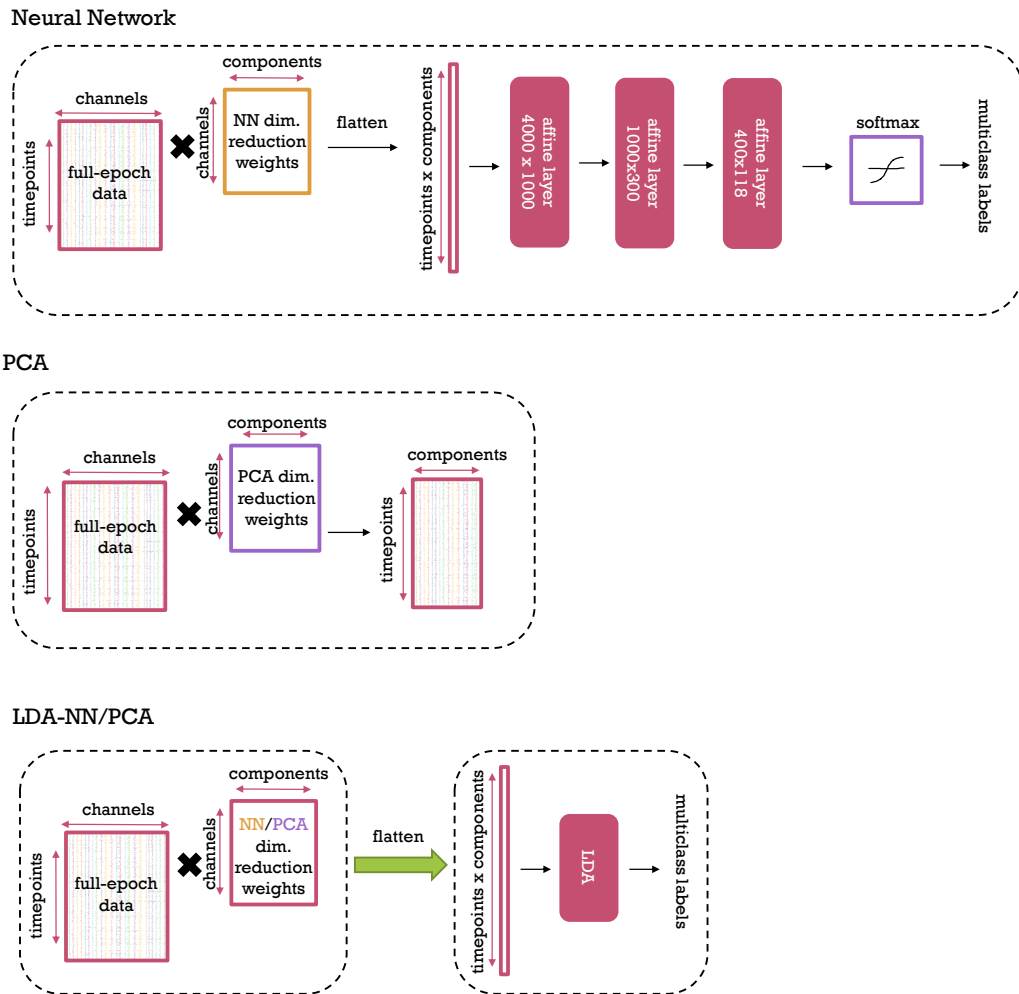 Neural Network
components
channels
channels
timepoints
full-epoch
data
NN dim.
reduction
weights
flatten
timepoints x components
affine layer
4000 x 1000
affine layer
1000x300
affine layer
400x118
softmax
multiclass labels
PCA
components
channels
channels
timepoints
full-epoch
data
PCA dim.
reduction
weights
components
timepoints
LDA-NN/PCA
components
channels
channels
timepoints
full-epoch
data
NN/PCA
dim.
reduction
weights
flatten
timepoints x components
LDA
multiclass labels